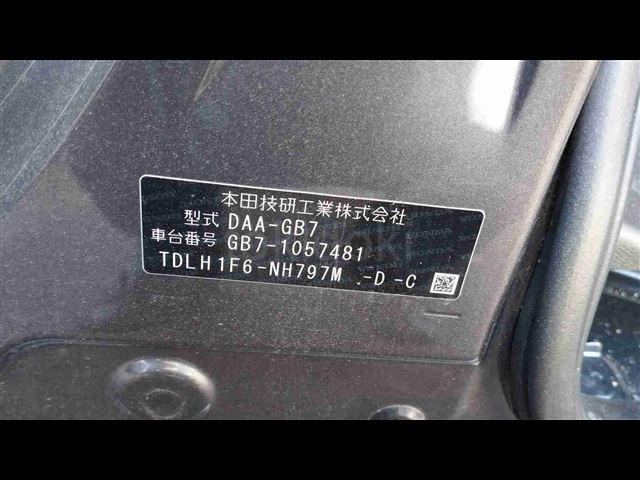 本田技研工業株式会社
型式 DAA-GB7
車台番号 GB7-1057481
TDLH1F6-NH797M .-D -C